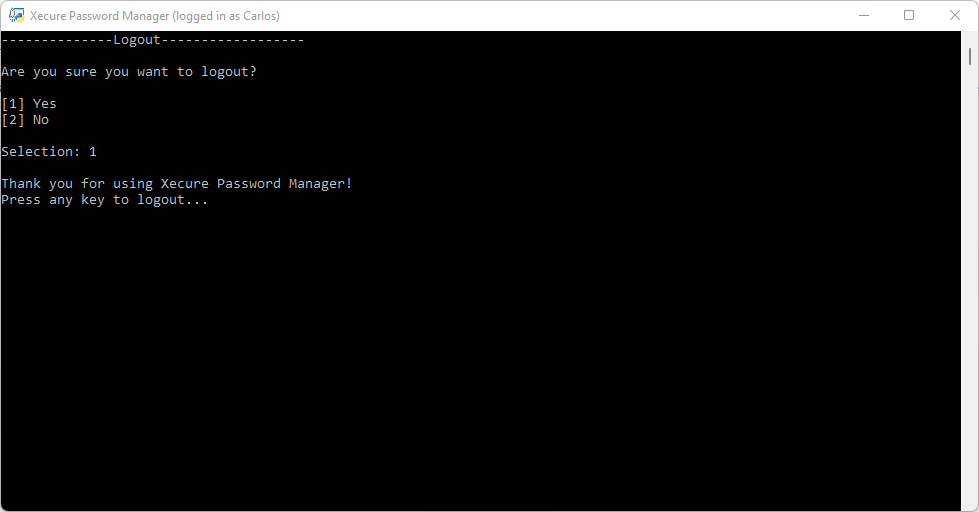 Xecure Password Manager (logged in as Carlos)
--------------Logout------------------
Are you sure you want to logout?
[1] Yes
[2] No
Selection: 1
Thank you for using Xecure Password Manager!
Press any key to logout...